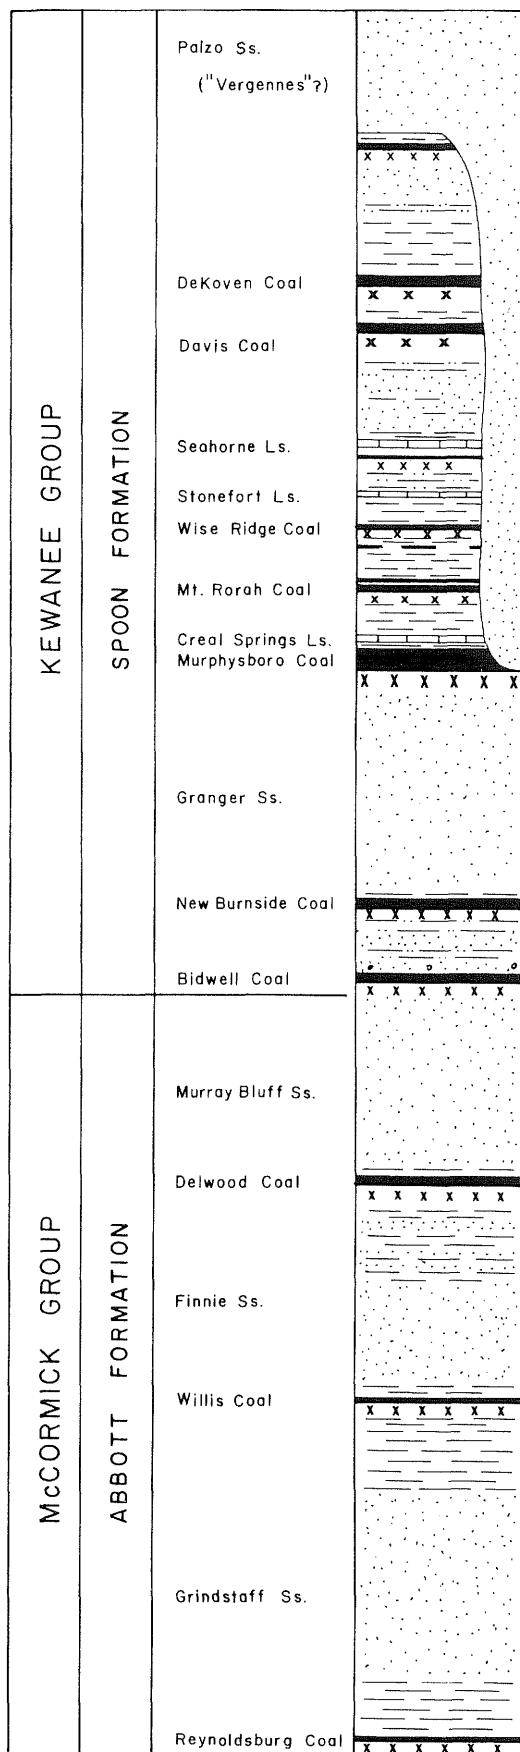 KEWANEE GROUP
SPOON FORMATION
Palzo Ss.
("Vergennes"?)
DeKoven Coal
Davis Coal
Seahorne Ls.
Stonefort Ls.
Wise Ridge Coal
Mt. Rorah Coal
Creal Springs Ls.
Murphysboro Coal
Granger Ss.
New Burnside Coal
Bidwell Coal
McCORMICK GROUP
ABBOTT FORMATION
Murray Bluff Ss.
Delwood Coal
Finnie Ss.
Willis Coal
Grindstaff Ss.
Reynoldsburg Coal